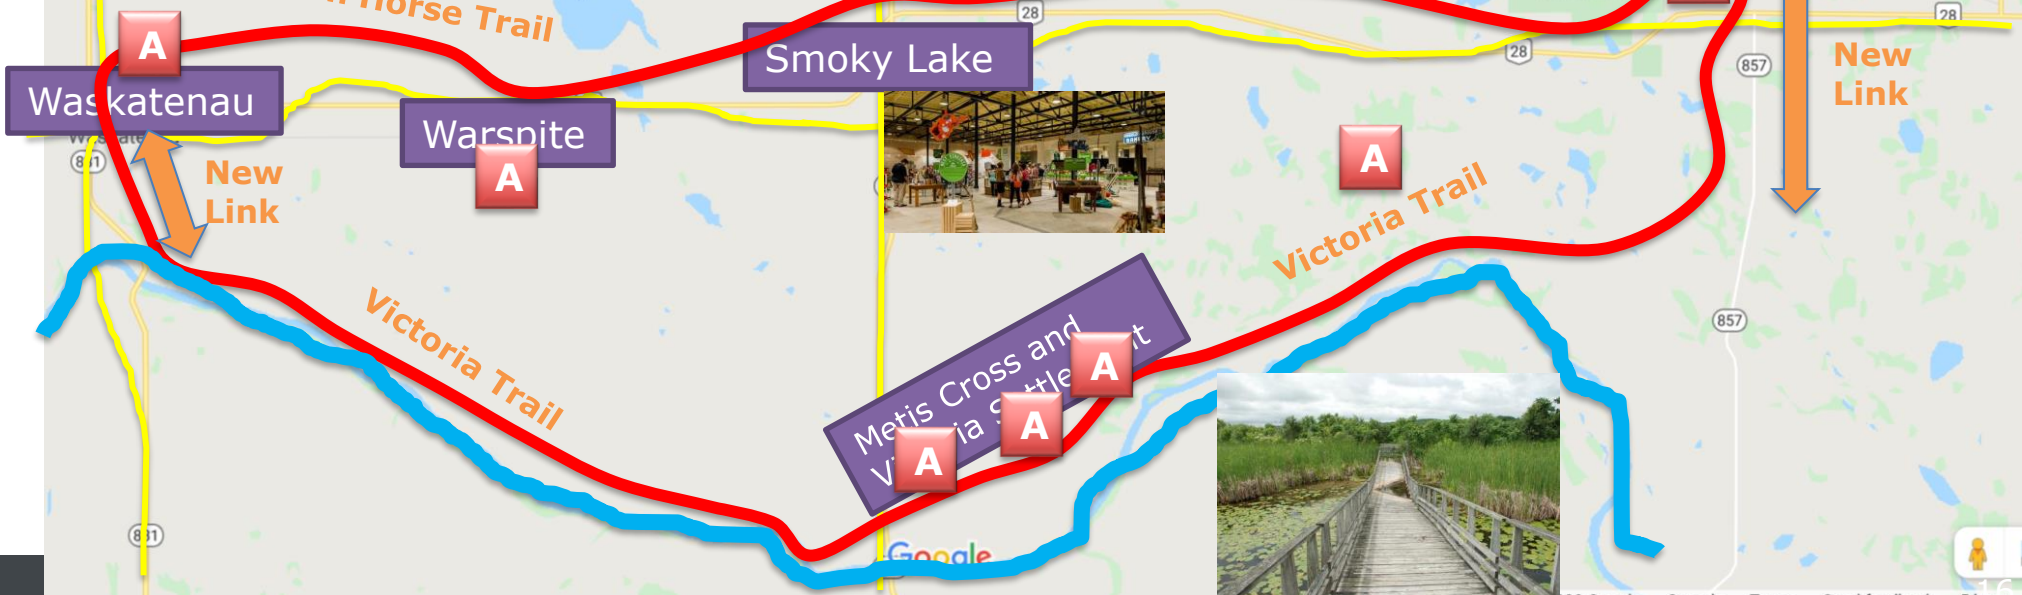 Horse Trail
A
28
28
28
Smoky Lake
New
Link
857
Waskatenau
Warspite
831
A
A
New
Link
Victoria Trail
Metis Cross and
A
857
Victoria Trail
A
A
831
Google
16